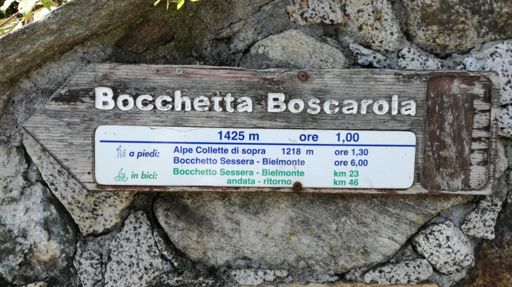 Bocchetta Boscarola
1425 m ore 1,00
a piedi: Alpe Collette di sopra 1218 m ore 1,30
Bocchetto Sessera - Bielmonte ore 6,00
in bici: Bocchetto Sessera - Bielmonte km 23
andata - ritorno km 46